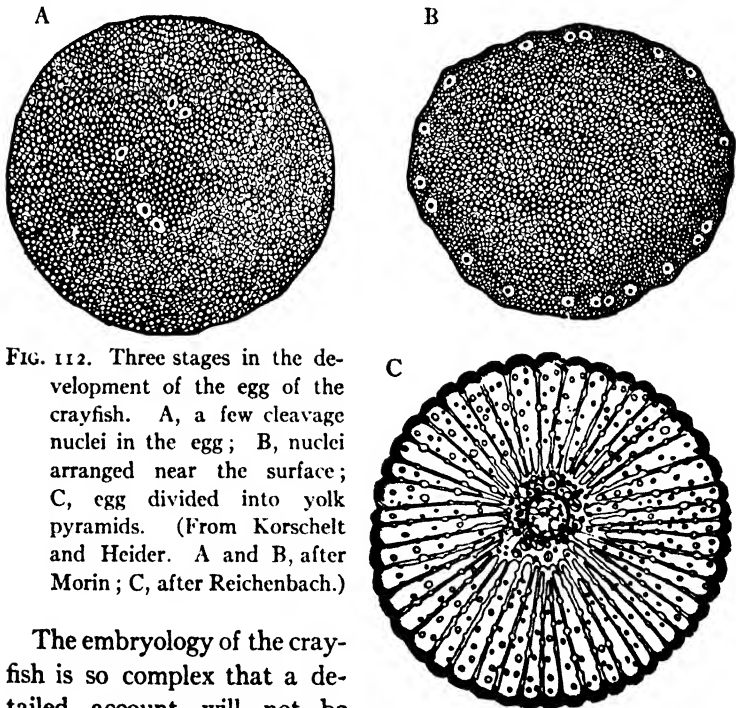 A
B
FIG. 112. Three stages in the de-
velopment of the egg of the
crayfish. A, a few cleavage
nuclei in the egg; B, nuclei
arranged near the surface;
C, egg divided into yolk
pyramids. (From Korschelt
and Heider. A and B, after
Morin; C, after Reichenbach.)
C
The embryology of the cray-
fish is so complex that a de-
tailed account will not be